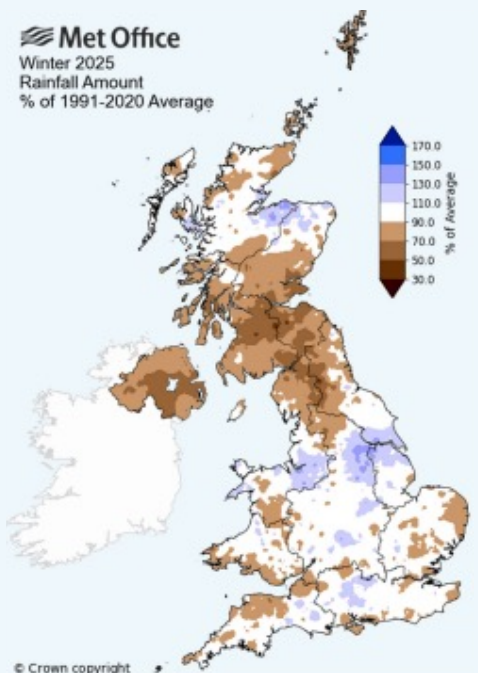 Met Office
Winter 2025
Rainfall Amount
% of 1991-2020 Average
170.0
150.0
130.0
110.0
90.0
70.0
50.0
30.0
% of Average
© Crown copyright